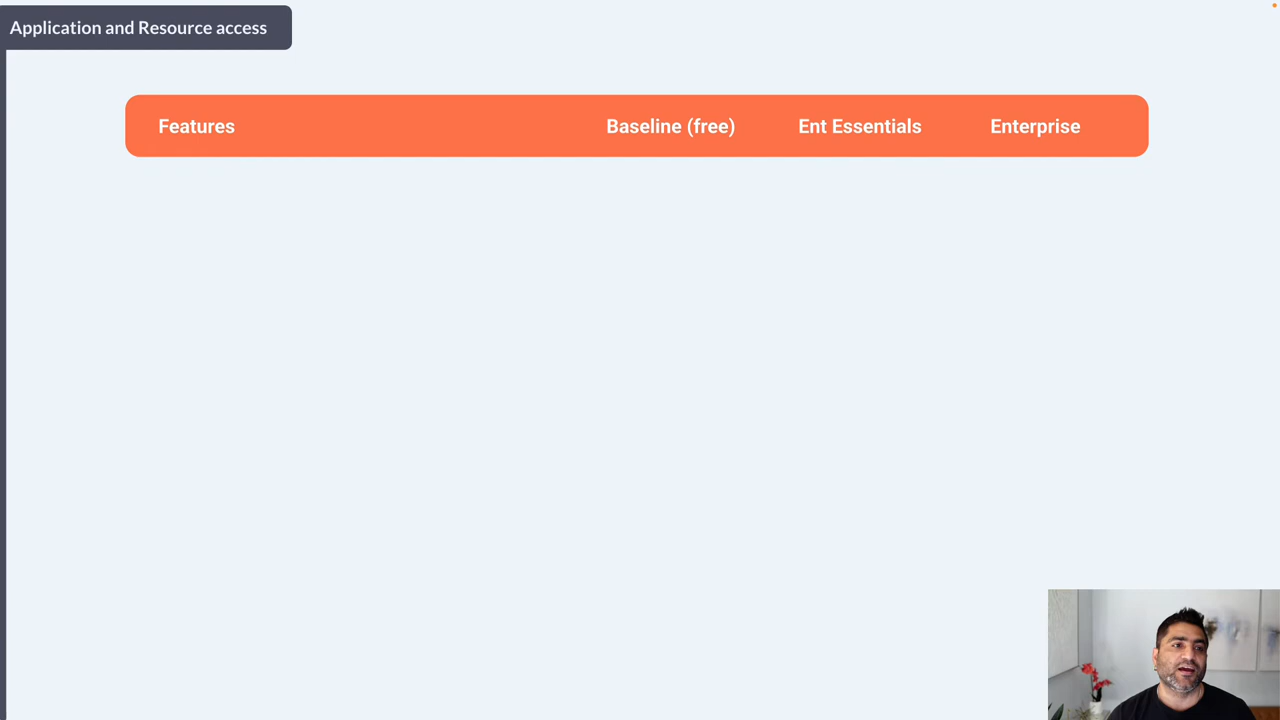 Application and Resource access
Features Baseline (free) Ent Essentials Enterprise